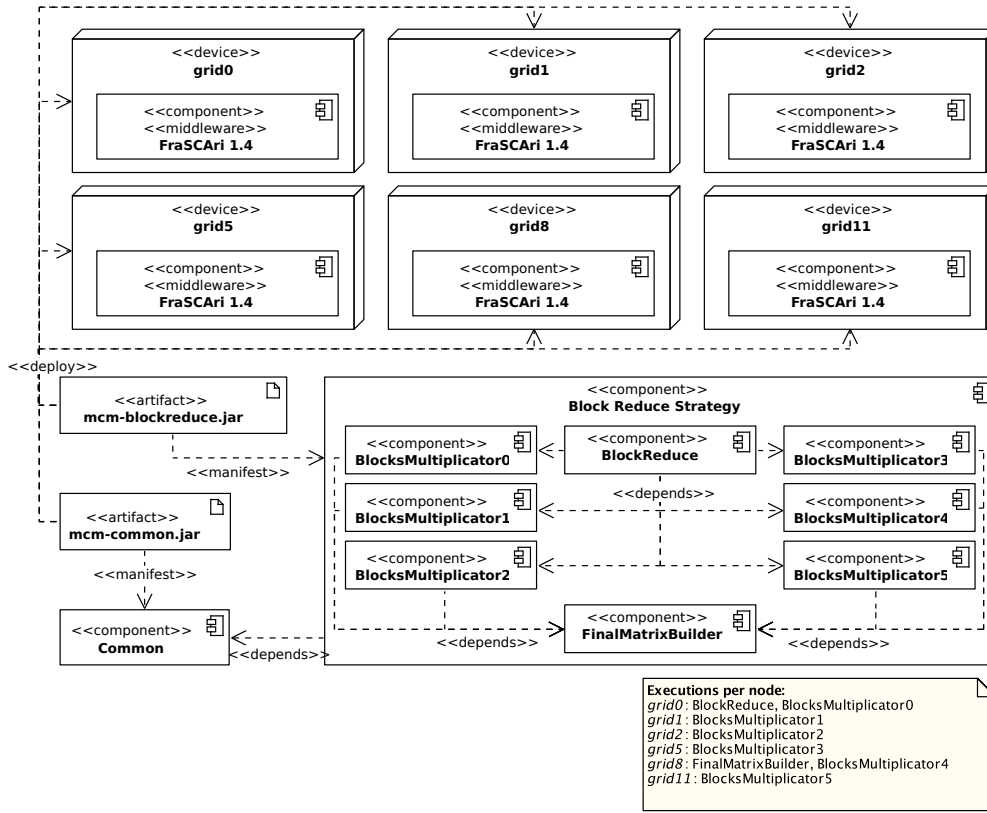 <<device>>
grid0
<<component>>
<<middleware>>
FraSCAri 1.4
<<device>>
grid1
<<component>>
<<middleware>>
FraSCAri 1.4
<<device>>
grid2
<<component>>
<<middleware>>
FraSCAri 1.4
<<device>>
grid5
<<component>>
<<middleware>>
FraSCAri 1.4
<<device>>
grid8
<<component>>
<<middleware>>
FraSCAri 1.4
<<device>>
grid11
<<component>>
<<middleware>>
FraSCAri 1.4
<<deploy>>
<<artifact>>
mcm-blockreduce.jar
<<manifest>>
<<artifact>>
mcm-common.jar
<<manifest>>
<<component>>
Common
<<depends>>
<<component>>
Block Reduce Strategy
<<component>>
BlocksMultiplicator0
<<component>>
BlockReduce
<<component>>
BlocksMultiplicator3
<<depends>>
<<component>>
BlocksMultiplicator1
<<component>>
BlocksMultiplicator4
<<component>>
BlocksMultiplicator2
<<component>>
BlocksMultiplicator5
<<component>>
FinalMatrixBuilder
<<depends>>
<<depends>>
Executions per node:
grid0: BlockReduce, BlocksMultiplicator0
grid1: BlocksMultiplicator1
grid2: BlocksMultiplicator2
grid5: BlocksMultiplicator3
grid8: FinalMatrixBuilder, BlocksMultiplicator4
grid11: BlocksMultiplicator5